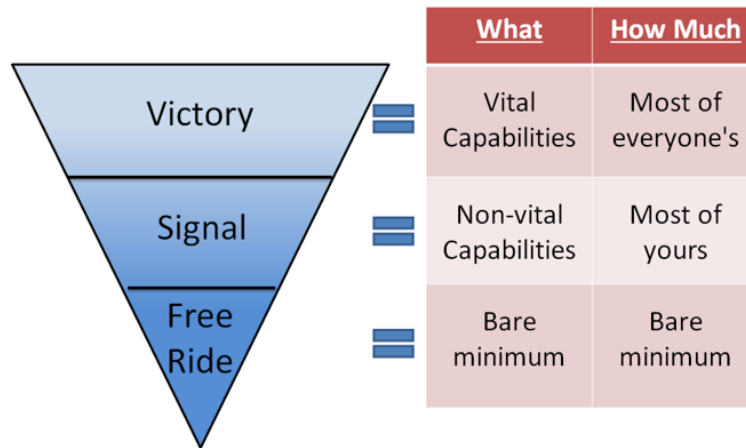 What How Much
Victory = Vital Most of
Capabilities everyone's
Signal = Non-vital Most of
Capabilities yours
Free
Ride = Bare Bare
minimum minimum